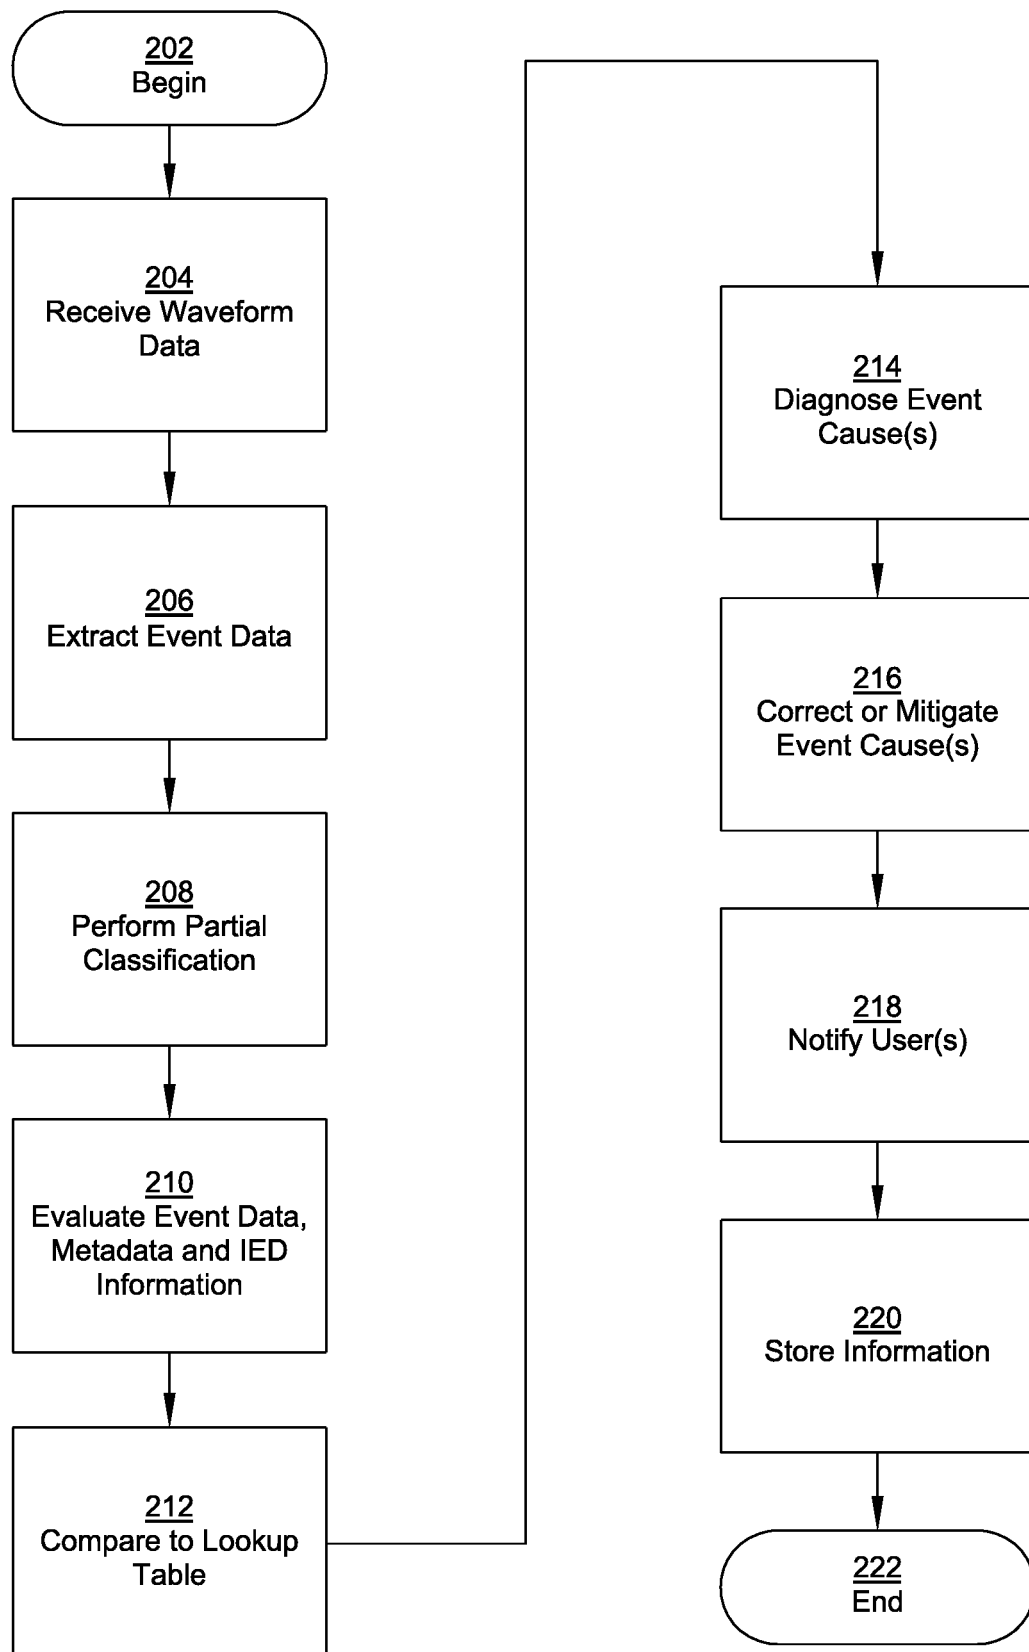 202
Begin
204
Receive Waveform
Data
206
Extract Event Data
208
Perform Partial
Classification
210
Evaluate Event Data,
Metadada and IED
Information
212
Compare to Lookup
Table
214
Diagnose Event
Cause(s)
216
Correct or Mitigate
Event Cause(s)
218
Notify User(s)
220
Store Information
222
End